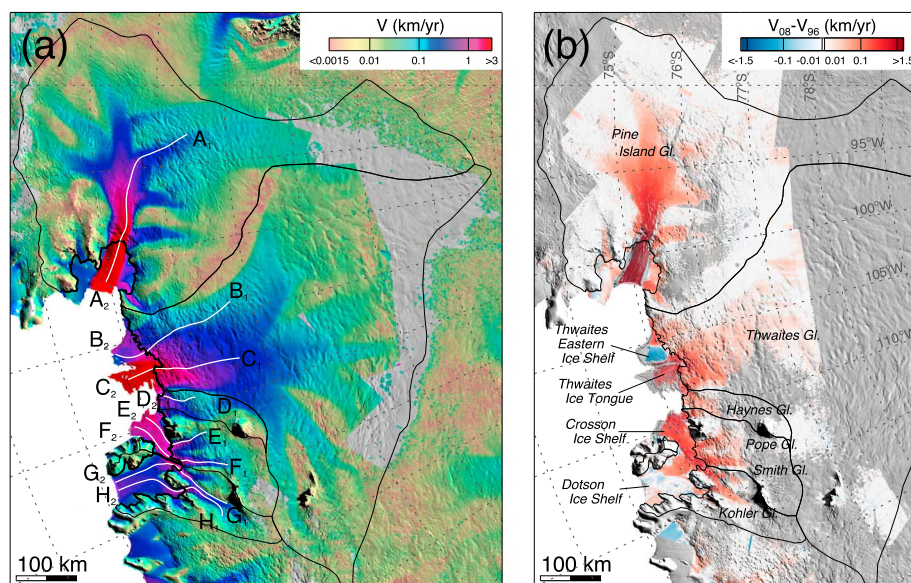 (a)
V (km/yr)
<0.0015 0.01 0.1 1 >3
A₁
A₂
B₁
B₂
C₁
C₂
D₂
D
E₂
E
F₂
F₁
G₂
H₂
G
H
100 km
(b)
V₀₈-V₉₆ (km/yr)
<-1.5 -0.1 -0.01 0.01 0.1 >1.5
75°S
76°S
77°S
78°S
95°W
100°W
105°W
110°W
Pine
Island Gl.
Thwaites
Eastern
Ice Shelf
Thwaites Gl.
Thwaites
Ice Tongue
Haynes Gl.
Crosson
Ice Shelf
Pope Gl.
Smith Gl.
Dotson
Ice Shelf
Kohler Gl.
100 km